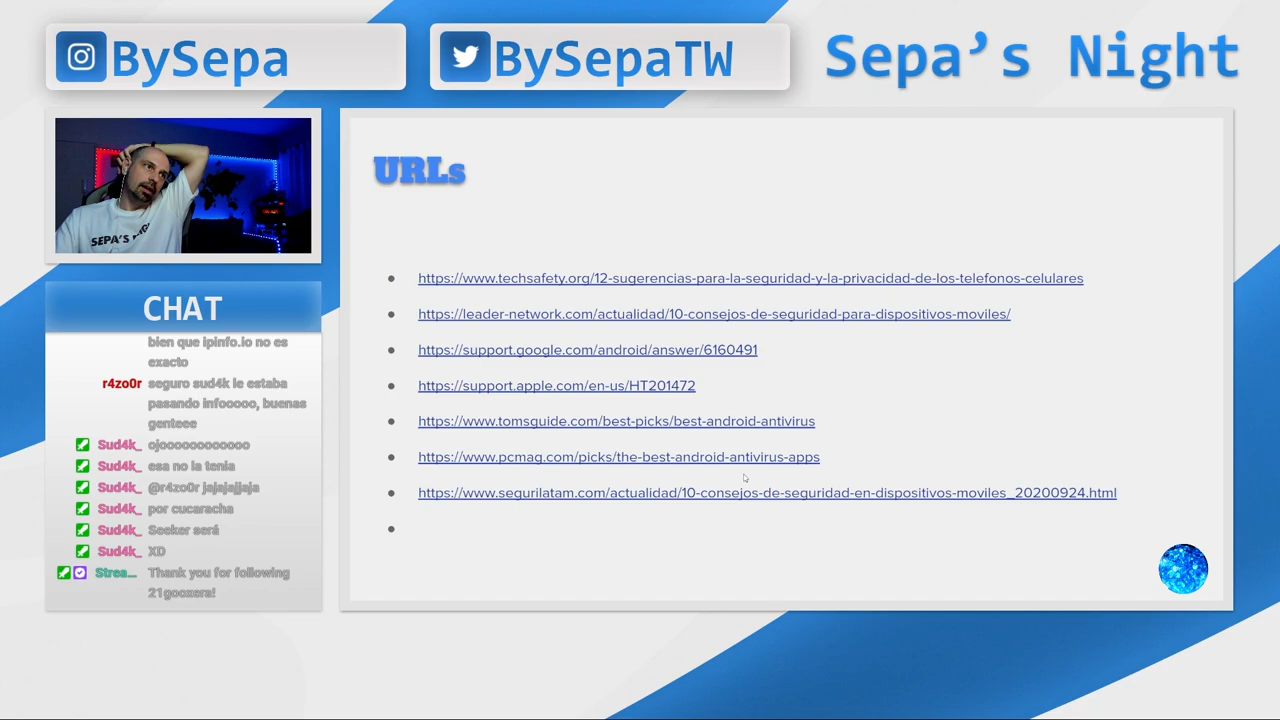 BySepa
BySepaTW
Sepa’s Night
SEPA'S
URLs
https://www.techsafety.org/12-sugerencias-para-la-seguridad-y-la-privacidad-de-los-telefonos-celulares
https://leader-network.com/actualidad/10-consejos-de-seguridad-para-dispositivos-moviles/
https://support.google.com/android/answer/6160491
https://support.apple.com/en-us/HT201472
https://www.tomsguide.com/best-picks/best-android-antivirus
https://www.pcmag.com/picks/the-best-android-antivirus-apps
https://www.segurilatam.com/actualidad/10-consejos-de-seguridad-en-dispositivos-moviles_20200924.html
CHAT
bien que ipinfo.io no es
exacto
r4zo0r seguro sud4k le estaba
pasando infooooo, buenas
genteee
Sud4k_ ojoooooooooooo
Sud4k_ esa no la tenia
Sud4k_ @r4zo0r jajajajjaja
Sud4k_ por cucaracha
Sud4k_ Seeker será
Sud4k_ XD
Strea... Thank you for following
21gooxera!